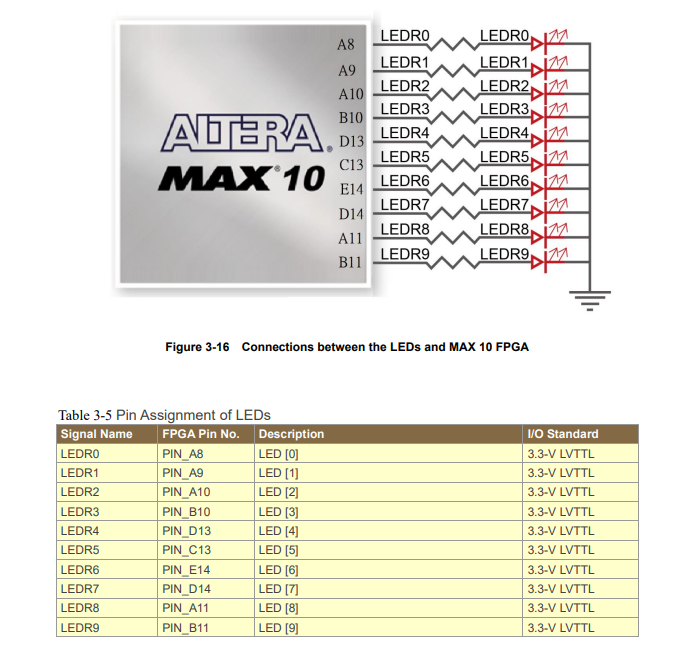 A8 LEDR0 LEDR0
A9 LEDR1 LEDR1
A10 LEDR2 LEDR2
B10 LEDR3 LEDR3
D13 LEDR4 LEDR4
C13 LEDR5 LEDR5
E14 LEDR6 LEDR6
D14 LEDR7 LEDR7
A11 LEDR8 LEDR8
B11 LEDR9 LEDR9
ALTERA®
MAX® 10
Figure 3-16 Connections between the LEDs and MAX 10 FPGA
Table 3-5 Pin Assignment of LEDs
Signal Name FPGA Pin No. Description I/O Standard
LEDR0 PIN_A8 LED [0] 3.3-V LVTTL
LEDR1 PIN_A9 LED [1] 3.3-V LVTTL
LEDR2 PIN_A10 LED [2] 3.3-V LVTTL
LEDR3 PIN_B10 LED [3] 3.3-V LVTTL
LEDR4 PIN_D13 LED [4] 3.3-V LVTTL
LEDR5 PIN_C13 LED [5] 3.3-V LVTTL
LEDR6 PIN_E14 LED [6] 3.3-V LVTTL
LEDR7 PIN_D14 LED [7] 3.3-V LVTTL
LEDR8 PIN_A11 LED [8] 3.3-V LVTTL
LEDR9 PIN_B11 LED [9] 3.3-V LVTTL